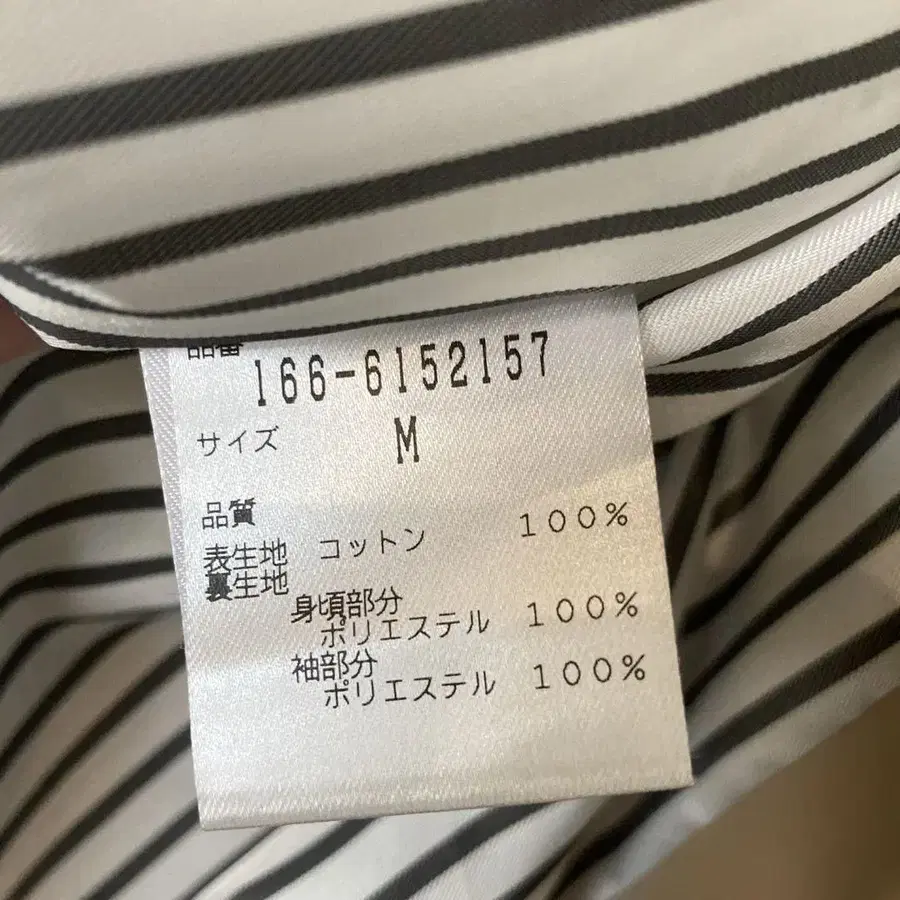 品番
166-6152157
サイズ M
品質
表生地 コットン 100%
裏生地
身頃部分
ポリエステル 100%
袖部分
ポリエステル 100%